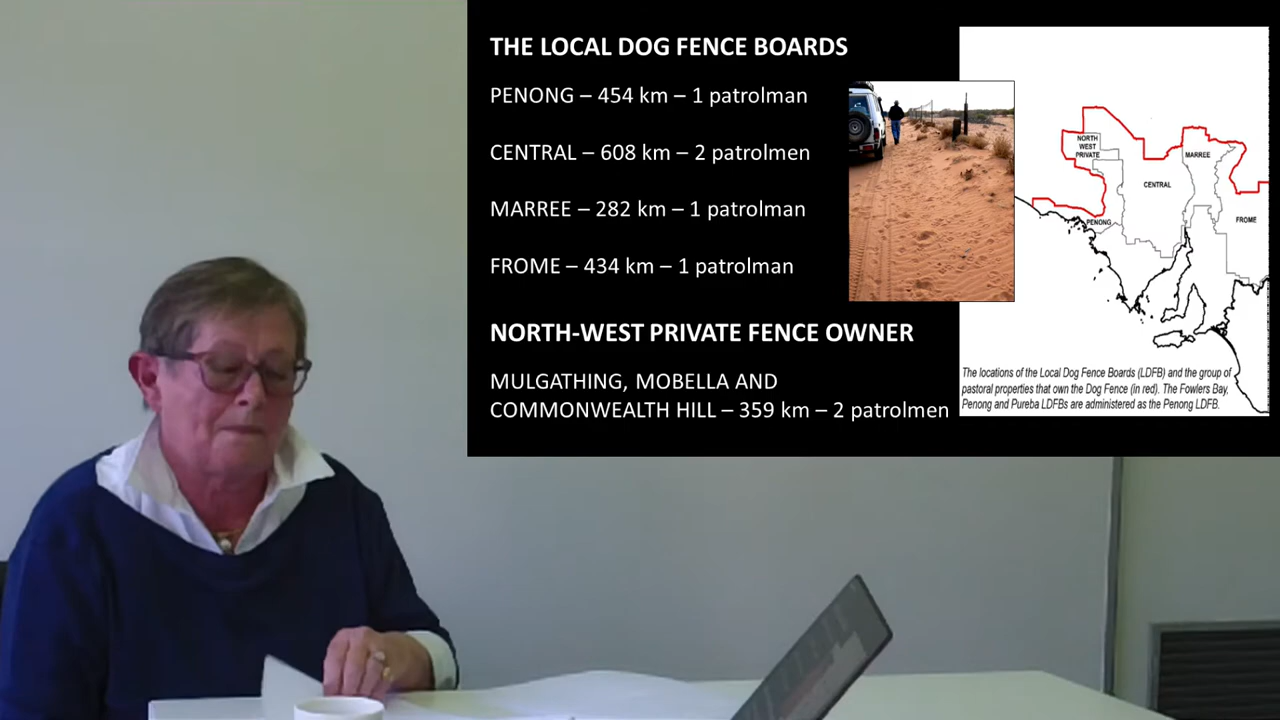 THE LOCAL DOG FENCE BOARDS
PENONG – 454 km – 1 patrolman
CENTRAL – 608 km – 2 patrolmen
MARREE – 282 km – 1 patrolman
FROME – 434 km – 1 patrolman
NORTH-WEST PRIVATE FENCE OWNER
MULGATHING, MOBELLA AND
COMMONWEALTH HILL – 359 km – 2 patrolmen
NORTH
WEST
PRIVATE
MARREE
CENTRAL
PENONG
FROME
The locations of the Local Dog Fence Boards (LDFB) and the group of
pastoral properties that own the Dog Fence (in red). The Fowlers Bay,
Penong and Pureba LDFBs are administered as the Penong LDFB.